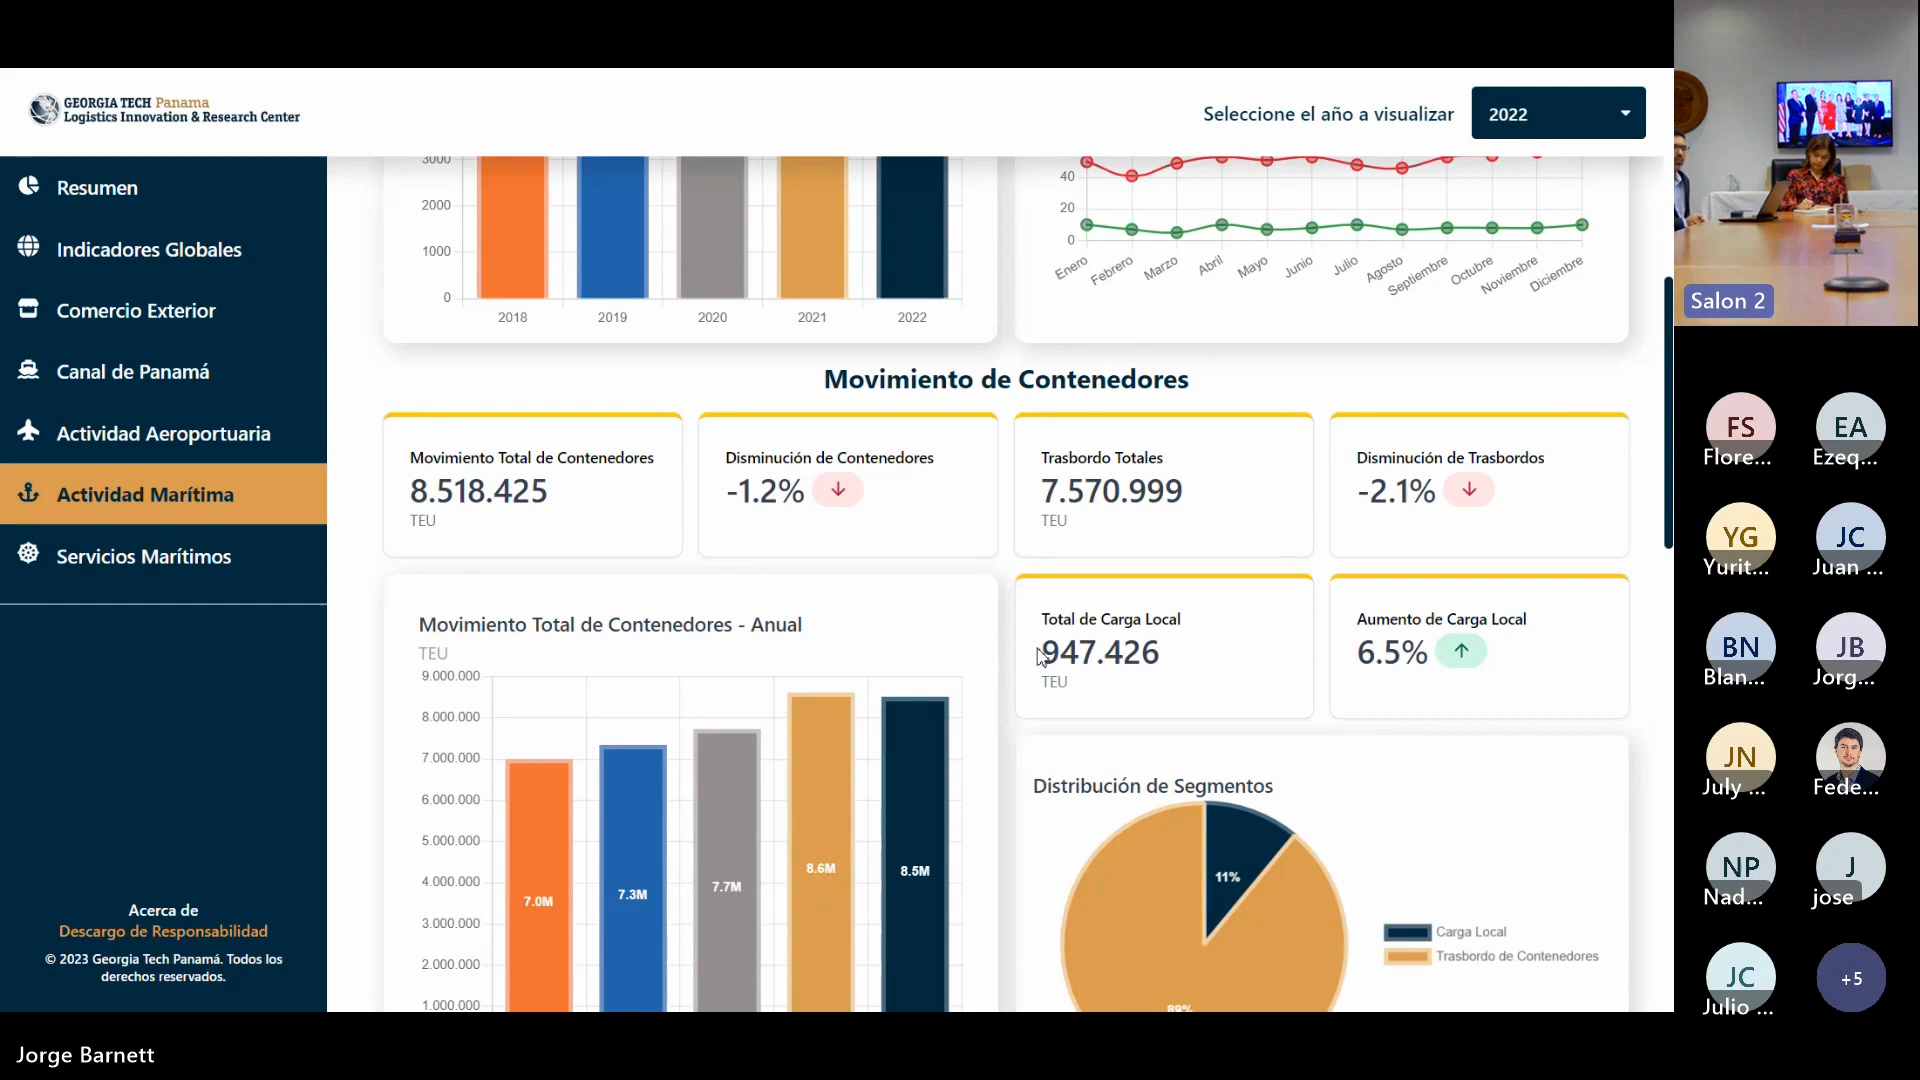 GEORGIA TECH Panama
Logistics Innovation & Research Center
Seleccione el año a visualizar
2022
Resumen
Indicadores Globales
Comercio Exterior
Canal de Panamá
Actividad Aeroportuaria
Actividad Marítima
Servicios Marítimos
Acerca de
Descargo de Responsabilidad
© 2023 Georgia Tech Panamá. Todos los
derechos reservados.
3000
2000
1000
0
2018 2019 2020 2021 2022
40
20
0
Enero Febrero Marzo Abril Mayo Junio Julio Agosto Septiembre Octubre Noviembre Diciembre
Movimiento de Contenedores
Movimiento Total de Contenedores
8.518.425
TEU
Disminución de Contenedores
-1.2%
Trasbordo Totales
7.570.999
TEU
Disminución de Trasbordos
-2.1%
Movimiento Total de Contenedores - Anual
TEU
9.000.000
8.000.000
7.000.000
6.000.000
5.000.000
4.000.000
3.000.000
2.000.000
1.000.000
7.0M
7.3M
7.7M
8.6M
8.5M
Total de Carga Local
947.426
TEU
Aumento de Carga Local
6.5%
Distribución de Segmentos
11%
89%
Carga Local
Trasbordo de Contenedores
Salon 2
FS
Flore...
EA
Ezeq...
YG
Yurit...
JC
Juan ...
BN
Blan...
JB
Jorg...
JN
July ...
Fede...
NP
Nad...
J
jose
JC
Julio ...
+5
Jorge Barnett